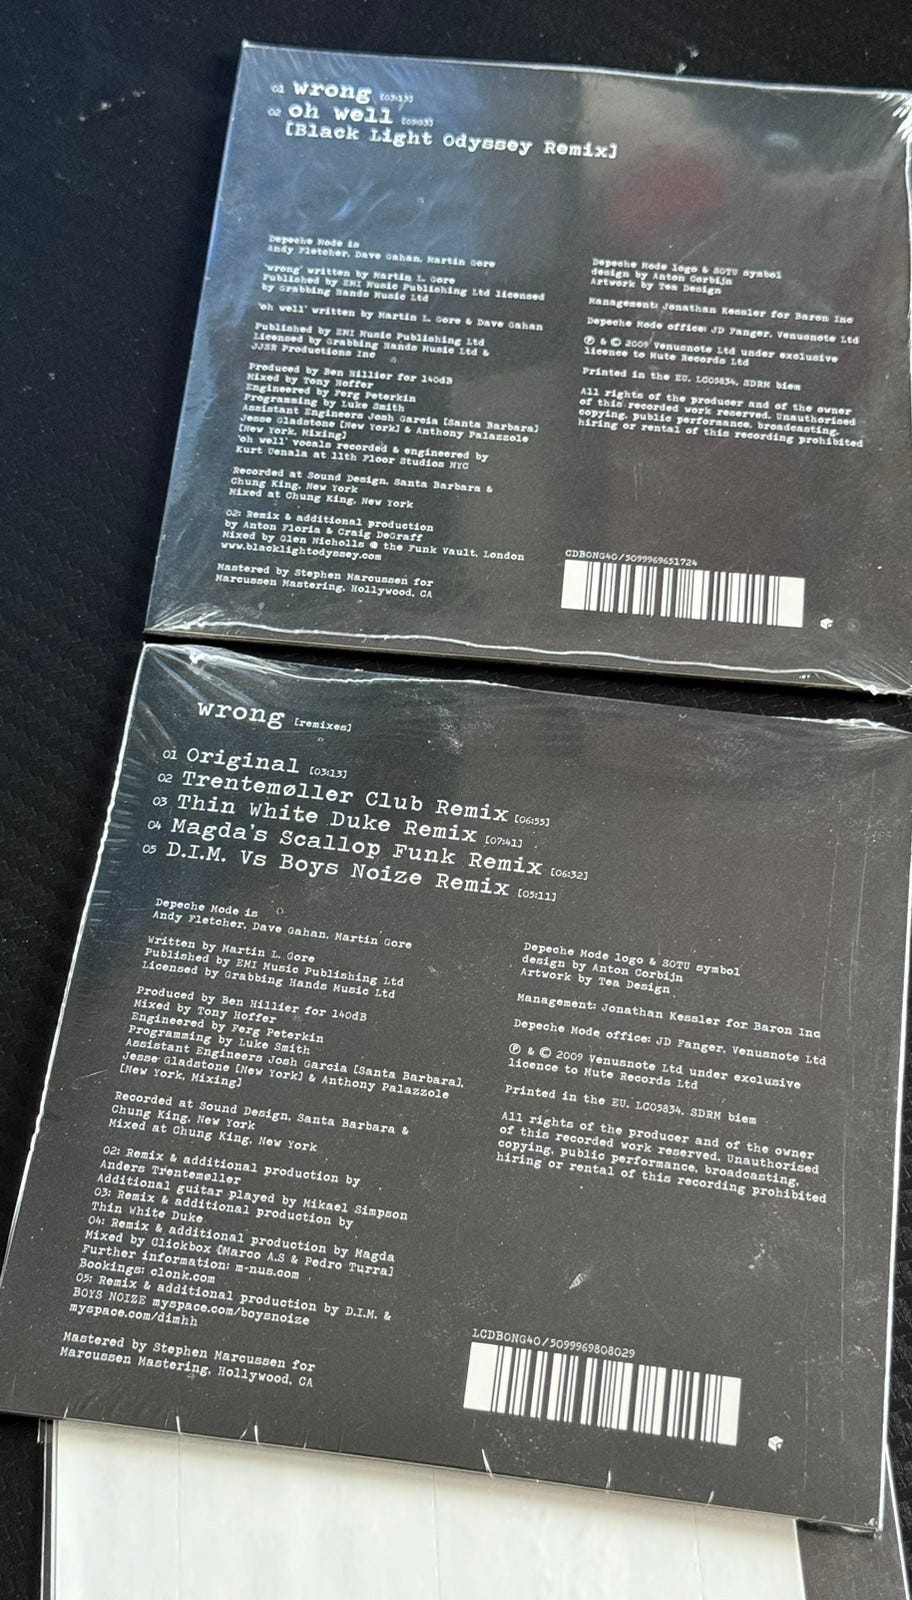 01 wrong [03:13]
02 oh well [05:03]
[Black Light Odyssey Remix]
Depeche Mode is
Andy Fletcher, Dave Gahan, Martin Gore
'wrong' written by Martin L. Gore
Published by EMI Music Publishing Ltd licensed
by Grabbing Hands Music Ltd
'oh well' written by Martin L. Gore & Dave Gahan
Published by EMI Music Publishing Ltd
Licensed by Grabbing Hands Music Ltd &
JJSR Productions Inc
Produced by Ben Hillier for 140dB
Mixed by Tony Hoffer
Engineered by Ferg Peterkin
Programming by Luke Smith
Assistant Engineers Josh Garcia [Santa Barbara]
Jesse Gladstone [New York] & Anthony Palazzole
[New York, Mixing]
'oh well' vocals recorded & engineered by
Kurt Uenala at 11th Floor Studios NYC
Recorded at Sound Design, Santa Barbara &
Chung King, New York
Mixed at Chung King, New York
02: Remix & additional production
by Anton Floria & Craig DeGraff
Mixed by Glen Nicholls @ the Funk Vault, London
www.blacklightodyssey.com
Mastered by Stephen Marcussen for
Marcussen Mastering, Hollywood, CA
Depeche Mode logo & SOTU symbol
design by Anton Corbijn
Artwork by Tea Design
Management: Jonathan Kessler for Baron Inc
Depeche Mode office: JD Fanger, Venusnote Ltd
℗ & © 2009 Venusnote Ltd under exclusive
licence to Mute Records Ltd
Printed in the EU. LC05834. SDRM biem
All rights of the producer and of the owner
of this recorded work reserved. Unauthorised
copying, public performance, broadcasting,
hiring or rental of this recording prohibited
CDBONG40/5099969651724
wrong [remixes]
01 Original [03:13]
02 Trentemøller Club Remix [06:55]
03 Thin White Duke Remix [07:41]
04 Magda's Scallop Funk Remix [06:32]
05 D.I.M. Vs Boys Noize Remix [05:11]
Depeche Mode is
Andy Fletcher, Dave Gahan, Martin Gore
Written by Martin L. Gore
Published by EMI Music Publishing Ltd
Licensed by Grabbing Hands Music Ltd
Produced by Ben Hillier for 140dB
Mixed by Tony Hoffer
Engineered by Ferg Peterkin
Programming by Luke Smith
Assistant Engineers Josh Garcia [Santa Barbara],
Jesse Gladstone [New York] & Anthony Palazzole
[New York, Mixing]
Recorded at Sound Design, Santa Barbara &
Chung King, New York
Mixed at Chung King, New York
02: Remix & additional production by
Anders Trentemøller
Additional guitar played by Mikael Simpson
03: Remix & additional production by
Thin White Duke
04: Remix & additional production by Magda
Mixed by Clickbox [Marco A.S & Pedro Turra]
Further information: m-nus.com
Bookings: clonk.com
05: Remix & additional production by D.I.M. &
BOYS NOIZE myspace.com/boysnoize
myspace.com/dimhh
Mastered by Stephen Marcussen for
Marcussen Mastering, Hollywood, CA
Depeche Mode logo & SOTU symbol
design by Anton Corbijn
Artwork by Tea Design
Management: Jonathan Kessler for Baron Inc
Depeche Mode office: JD Fanger, Venusnote Ltd
℗ & © 2009 Venusnote Ltd under exclusive
licence to Mute Records Ltd
Printed in the EU. LC05834. SDRM biem
All rights of the producer and of the owner
of this recorded work reserved. Unauthorised
copying, public performance, broadcasting,
hiring or rental of this recording prohibited
LCDBONG40/5099969808029